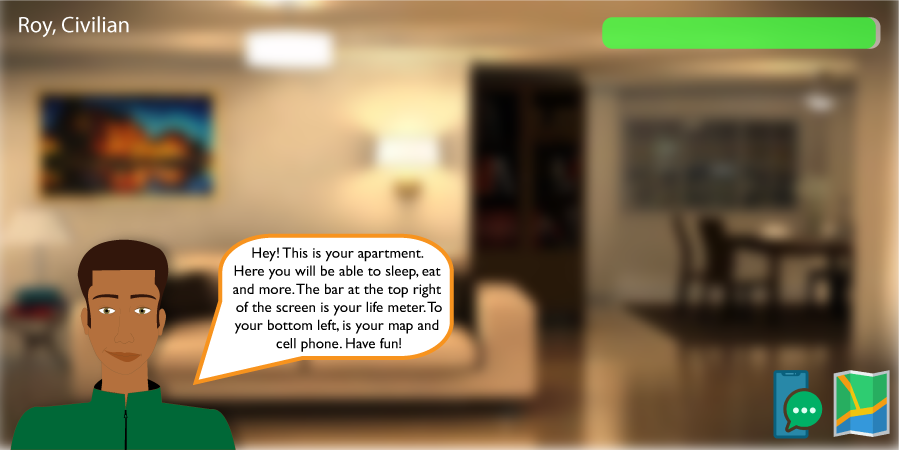 Roy, Civilian
Hey! This is your apartment.
Here you will be able to sleep, eat
and more. The bar at the top right
of the screen is your life meter. To
your bottom left, is your map and
cell phone. Have fun!